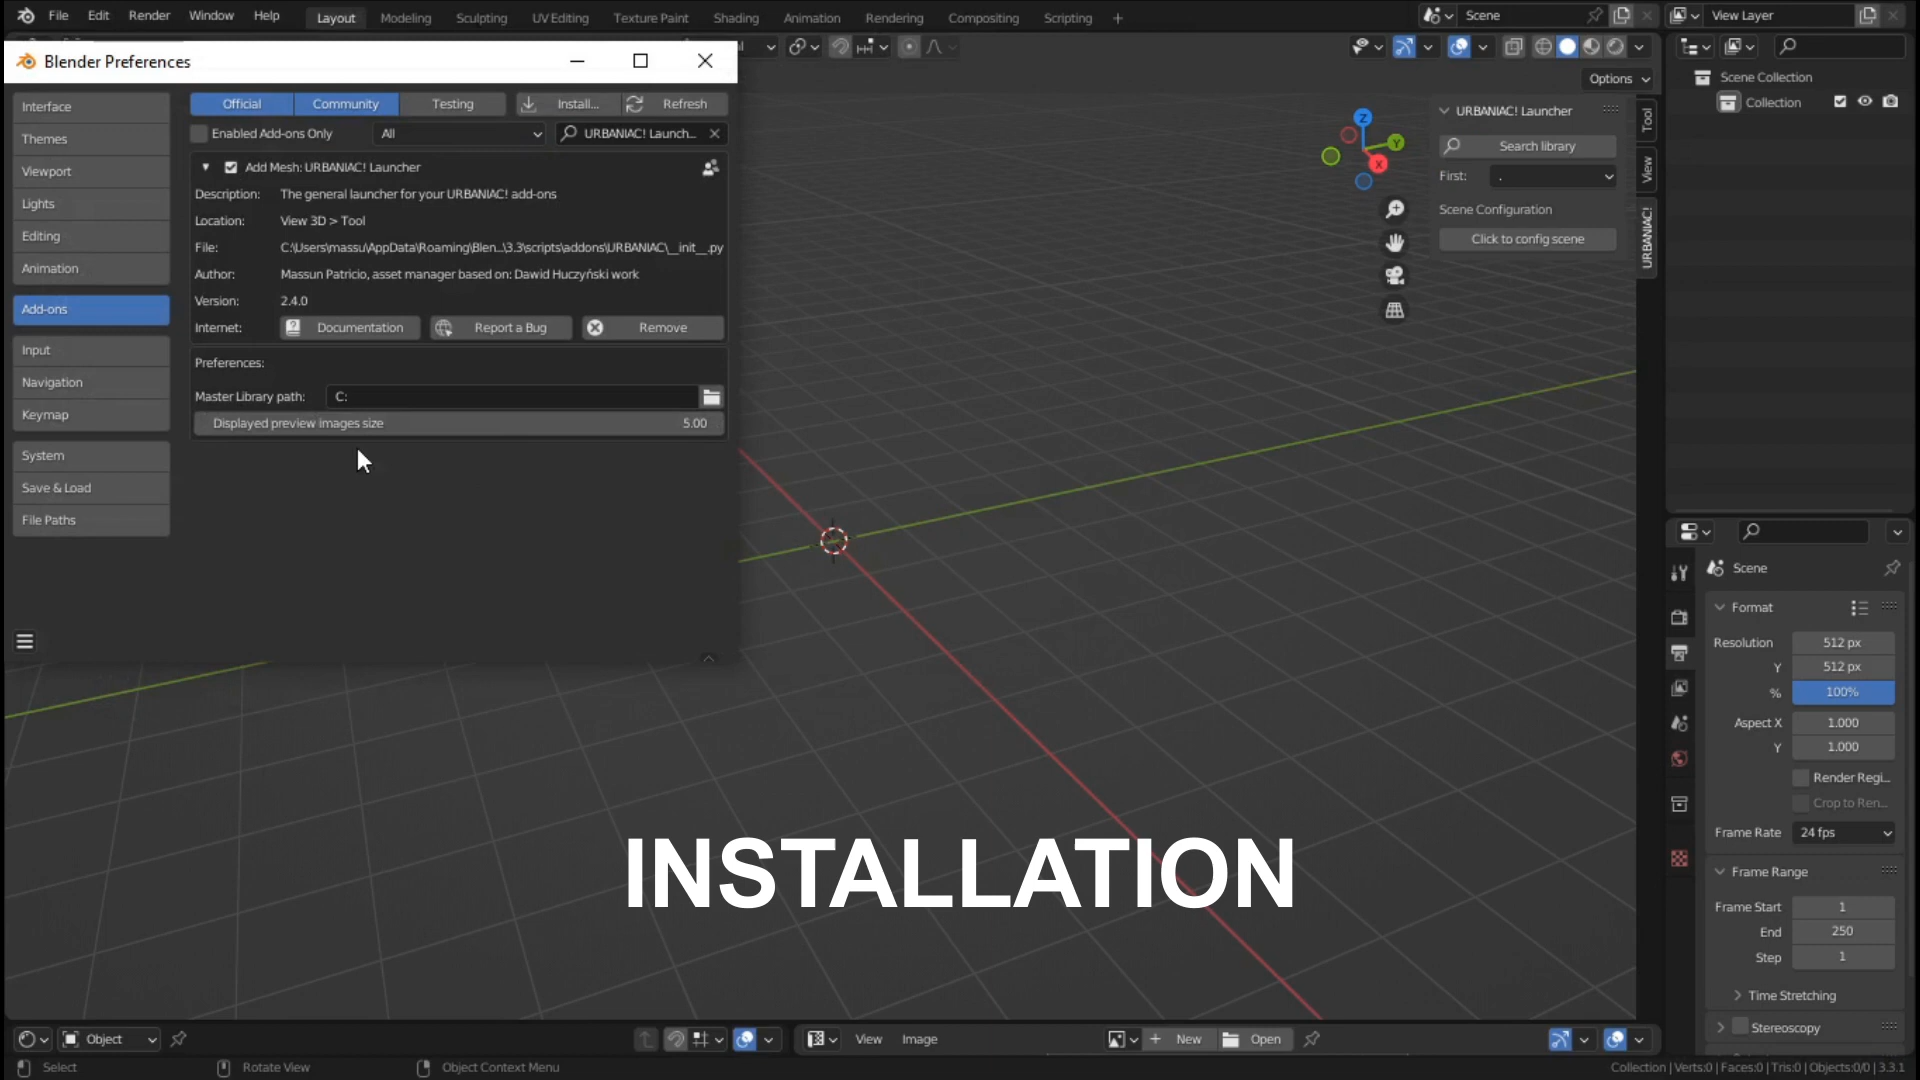 File Edit Render Window Help Layout Modeling Sculpting UV Editing Texture Paint Shading Animation Rendering Compositing Scripting + Scene View Layer
Blender Preferences
Options
Interface
Themes
Viewport
Lights
Editing
Animation
Add-ons
Input
Navigation
Keymap
System
Save & Load
File Paths
Official Community Testing Install... Refresh
Enabled Add-ons Only All URBANIAC! Launch..
Add Mesh: URBANIAC! Launcher
Description: The general launcher for your URBANIAC! add-ons
Location: View 3D > Tool
File: C:\Users\massu\AppData\Roaming\Blen...\3.3\scripts\addons\URBANIAC\__init__.py
Author: Massun Patricio, asset manager based on: Dawid Huczyński work
Version: 2.4.0
Internet: Documentation Report a Bug Remove
Preferences:
Master Library path: C:
Displayed preview images size 5.00
Z
Y
X
URBANIAC! Launcher
Search library
First: .
Scene Configuration
Click to config scene
Tool
View
URBANIAC!
Scene Collection
Collection
Scene
Format
Resolution 512 px
Y 512 px
% 100%
Aspect X 1.000
Y 1.000
Render Regi...
Crop to Ren...
Frame Rate 24 fps
Frame Range
Frame Start 1
End 250
Step 1
Time Stretching
Stereoscopy
INSTALLATION
Object View Image + New Open
Select Rotate View Object Context Menu Collection | Verts:0 | Faces:0 | Tris:0 | Objects:0/0 | 3.3.1